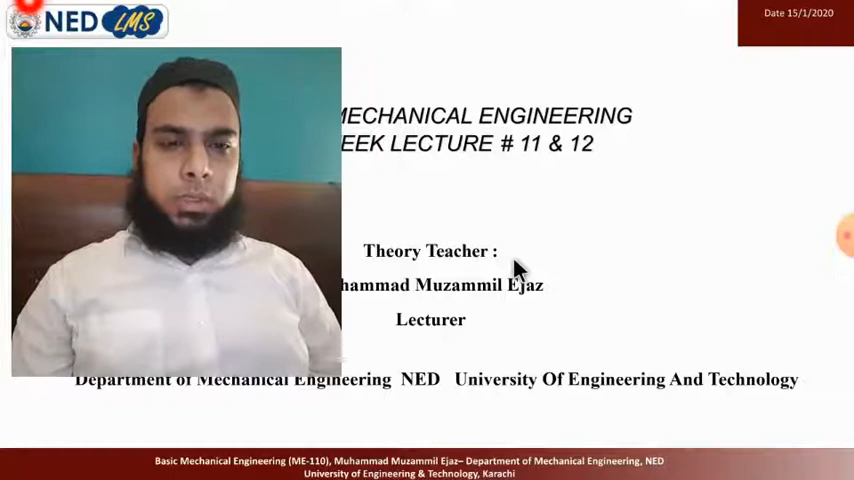 NED LMS
Date 15/1/2020
MECHANICAL ENGINEERING
EEK LECTURE # 11 & 12
Theory Teacher :
hammad Muzammil Ejaz
Lecturer
Department of Mechanical Engineering NED University Of Engineering And Technology
Basic Mechanical Engineering (ME-110), Muhammad Muzammil Ejaz– Department of Mechanical Engineering, NED
University of Engineering & Technology, Karachi